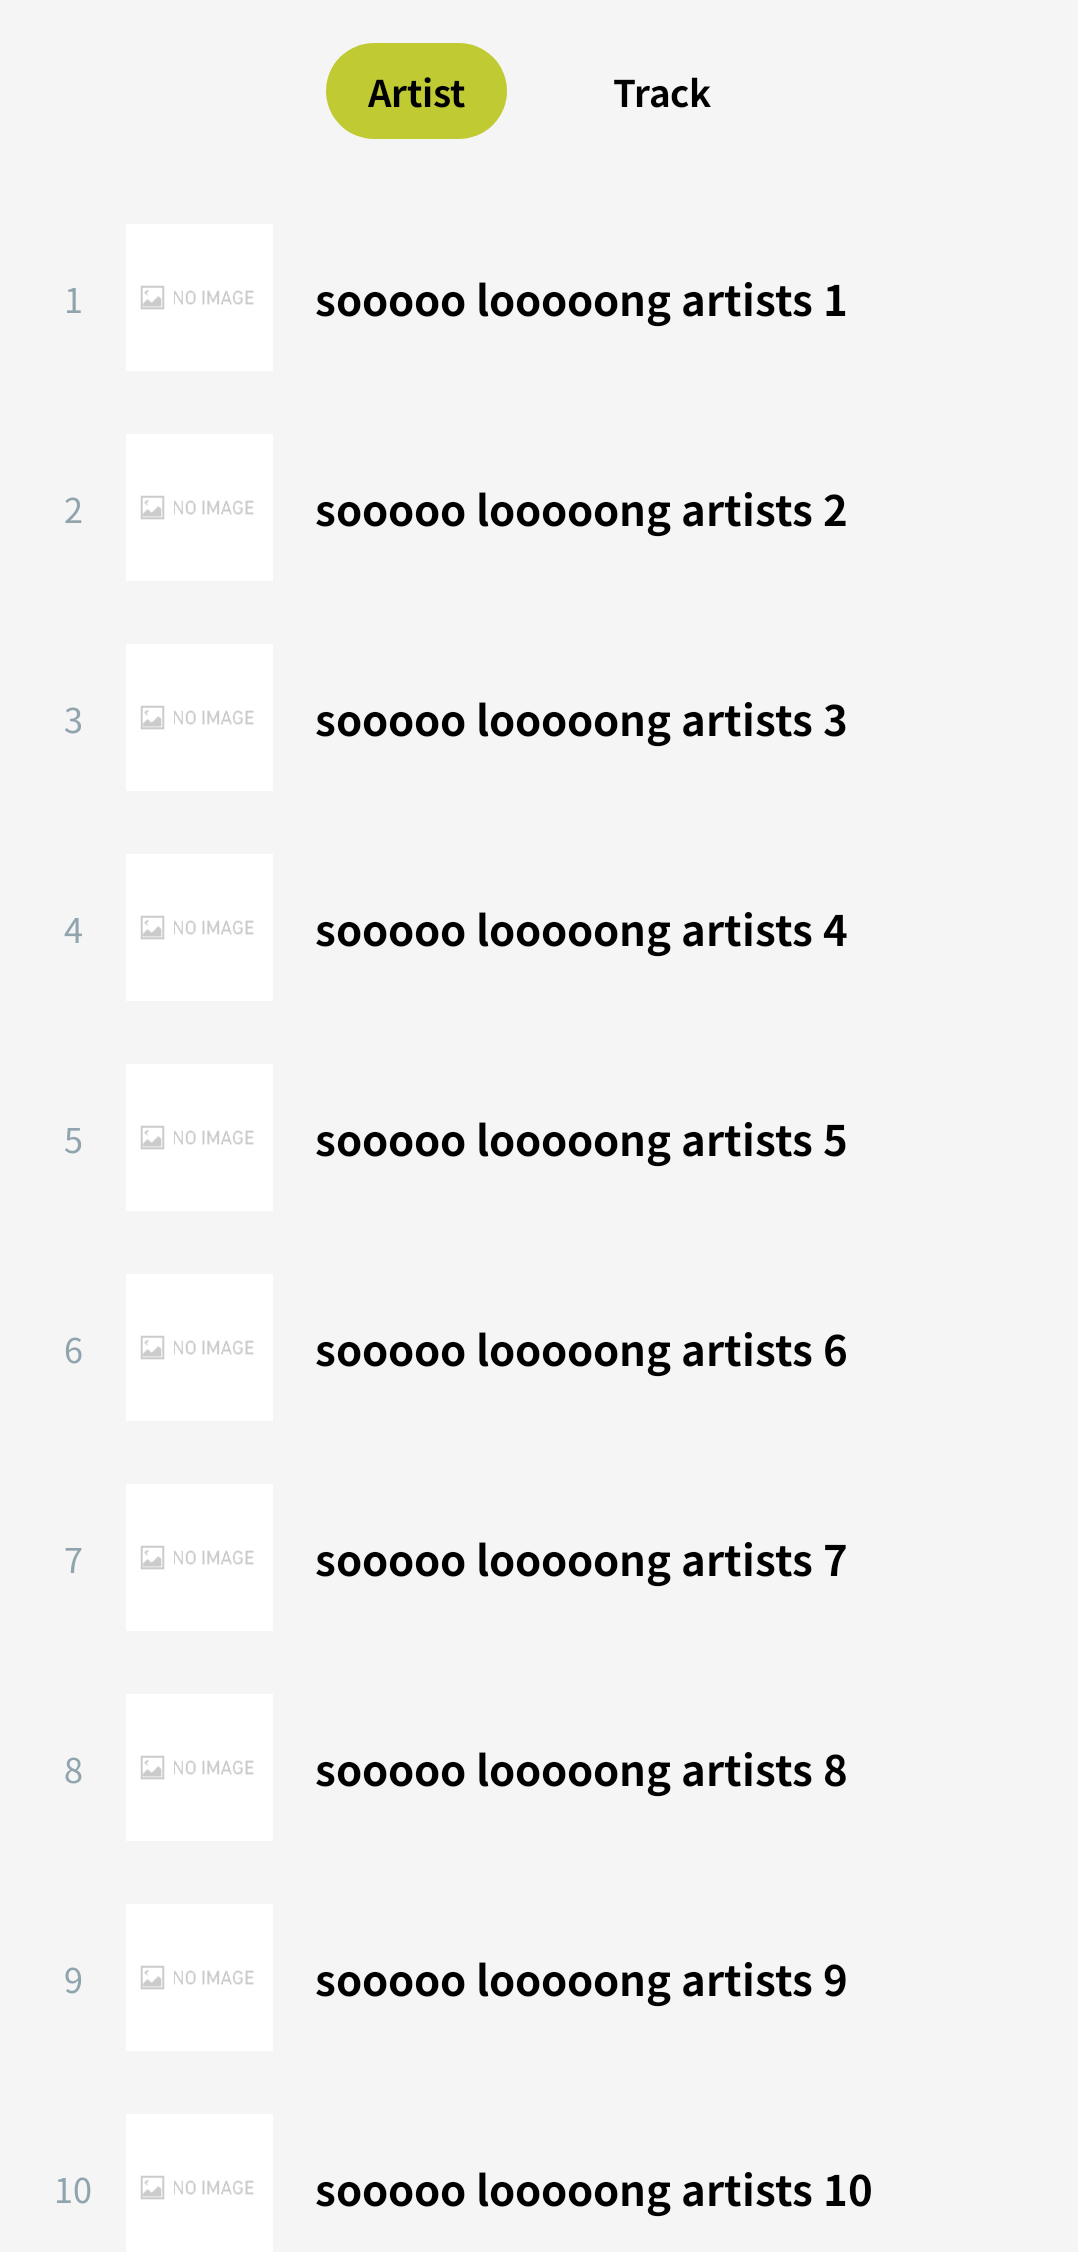 Artist Track
1 NO IMAGE sooooo looooong artists 1
2 NO IMAGE sooooo looooong artists 2
3 NO IMAGE sooooo looooong artists 3
4 NO IMAGE sooooo looooong artists 4
5 NO IMAGE sooooo looooong artists 5
6 NO IMAGE sooooo looooong artists 6
7 NO IMAGE sooooo looooong artists 7
8 NO IMAGE sooooo looooong artists 8
9 NO IMAGE sooooo looooong artists 9
10 NO IMAGE sooooo looooong artists 10